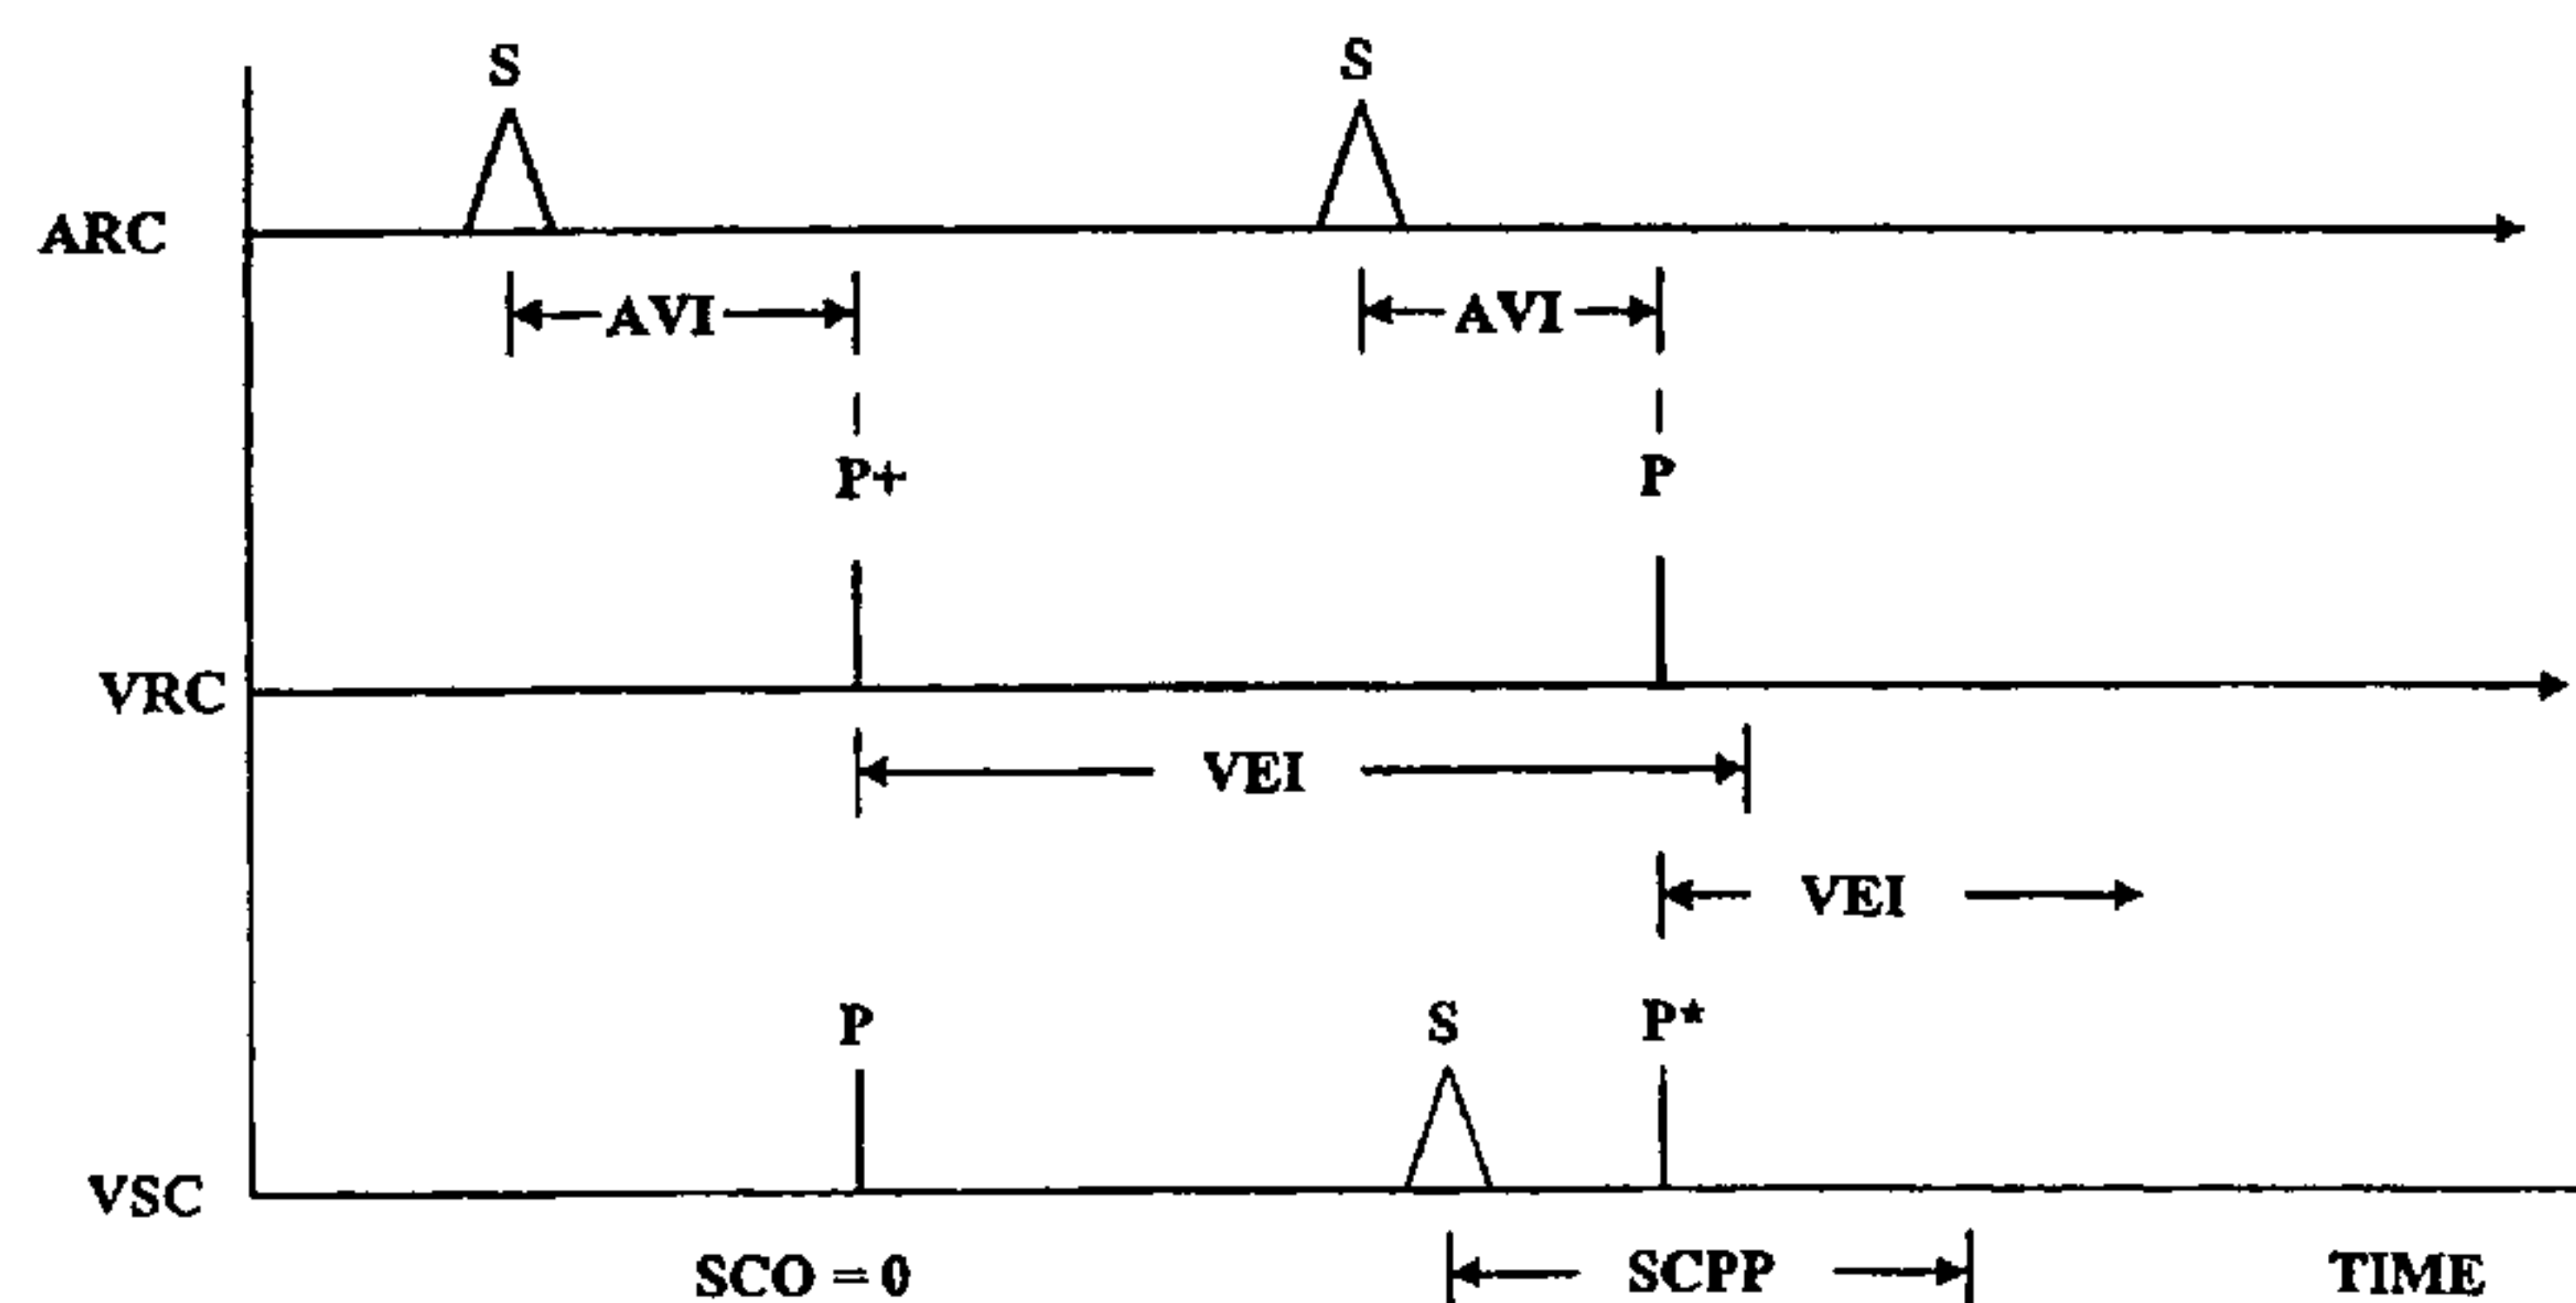 S S
ARC
AVI AVI
P+ P
VRC
VEI
VEI
P S P*
VSC
SCO = 0 SCPP TIME